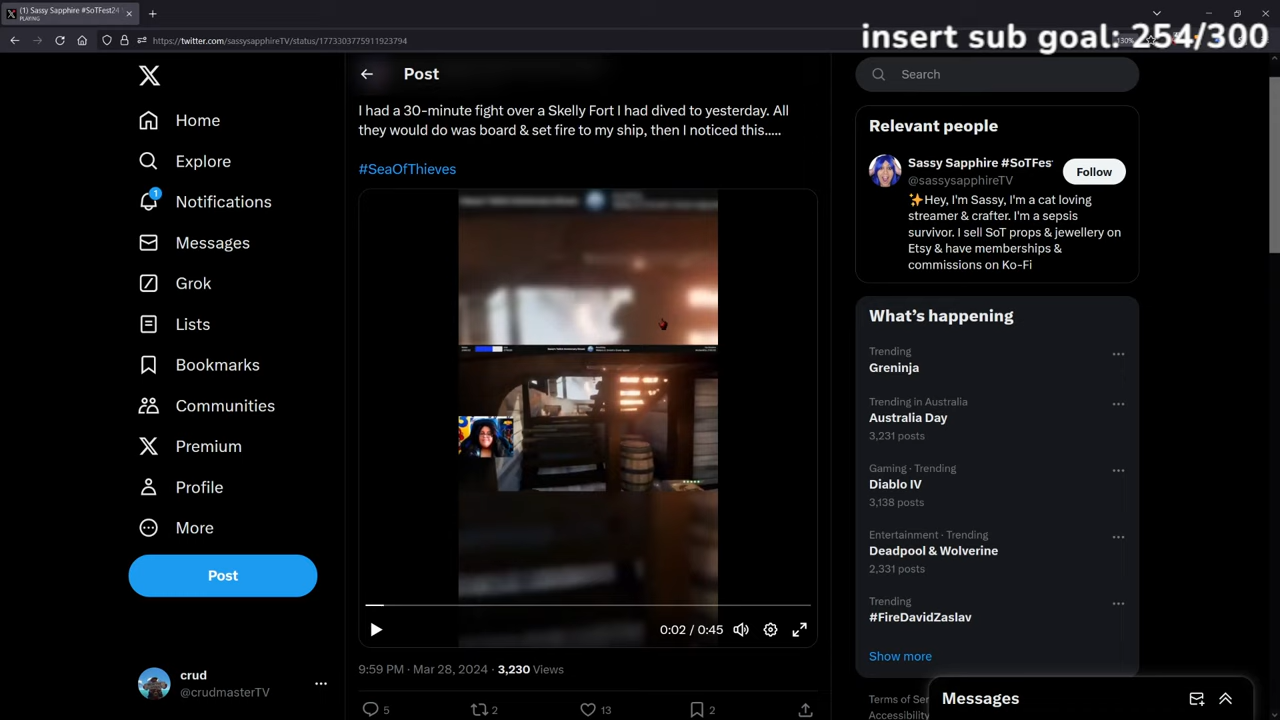 (1) Sassy Sapphire #SoTFest24
PLAYING
https://twitter.com/sassysapphireTV/status/1773303775911923794
130%
insert sub goal: 254/300
Home
Explore
1
Notifications
Messages
Grok
Lists
Bookmarks
Communities
Premium
Profile
More
Post
crud
@crudmasterTV
Post
I had a 30-minute fight over a Skelly Fort I had dived to yesterday. All
they would do was board & set fire to my ship, then I noticed this.....
#SeaOfThieves
0:02 / 0:45
9:59 PM · Mar 28, 2024 · 3,230 Views
5
2
13
2
Search
Relevant people
Sassy Sapphire #SoTFes
@sassysapphireTV
Follow
✨Hey, I'm Sassy, I'm a cat loving
streamer & crafter. I'm a sepsis
survivor. I sell SoT props & jewellery on
Etsy & have memberships &
commissions on Ko-Fi
What's happening
Trending
Greninja
Trending in Australia
Australia Day
3,231 posts
Gaming · Trending
Diablo IV
3,138 posts
Entertainment · Trending
Deadpool & Wolverine
2,331 posts
Trending
#FireDavidZaslav
Show more
Terms of Ser
Accessibility
Messages